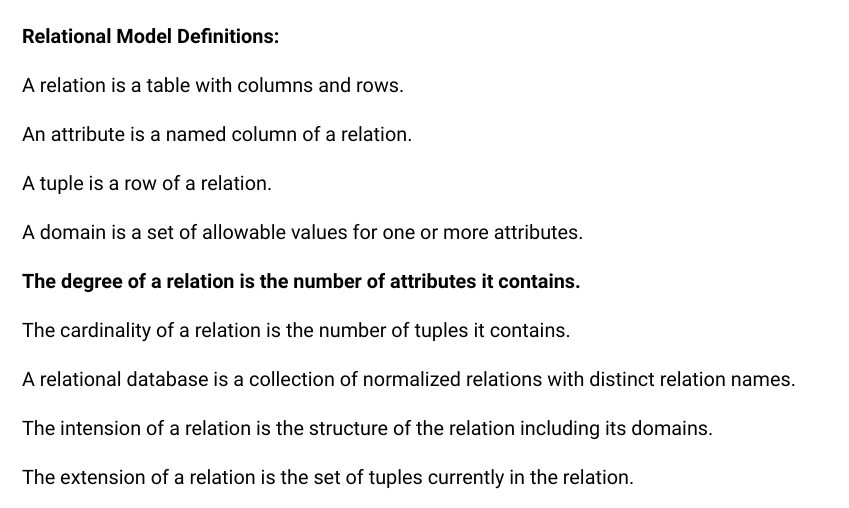 Relational Model Definitions:
A relation is a table with columns and rows.
An attribute is a named column of a relation.
A tuple is a row of a relation.
A domain is a set of allowable values for one or more attributes.
The degree of a relation is the number of attributes it contains.
The cardinality of a relation is the number of tuples it contains.
A relational database is a collection of normalized relations with distinct relation names.
The intension of a relation is the structure of the relation including its domains.
The extension of a relation is the set of tuples currently in the relation.